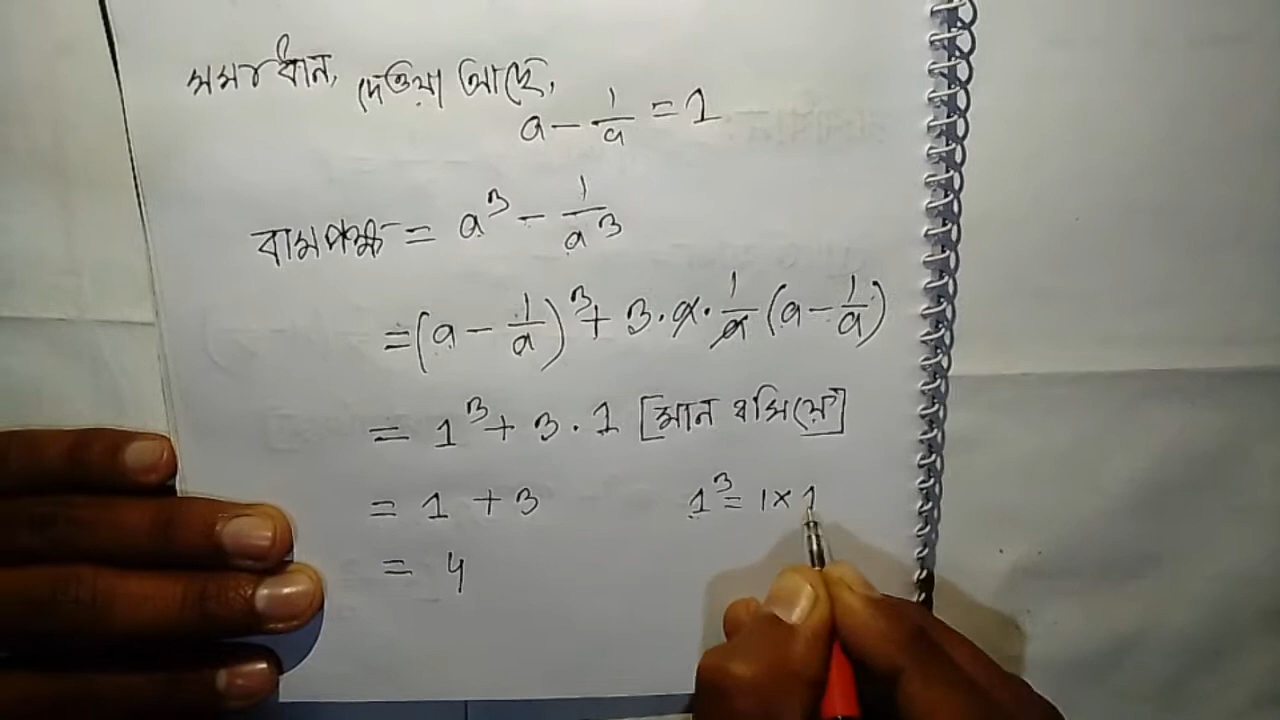 সমাধান, দেওয়া আছে,
a - 1/a = 1
বামপক্ষ = a³ - 1/a³
= (a - 1/a)³ + 3 · a · 1/a (a - 1/a)
= 1³ + 3 . 1 [মান বসিয়ে]
= 1 + 3
1³ = 1 × 1
= 4